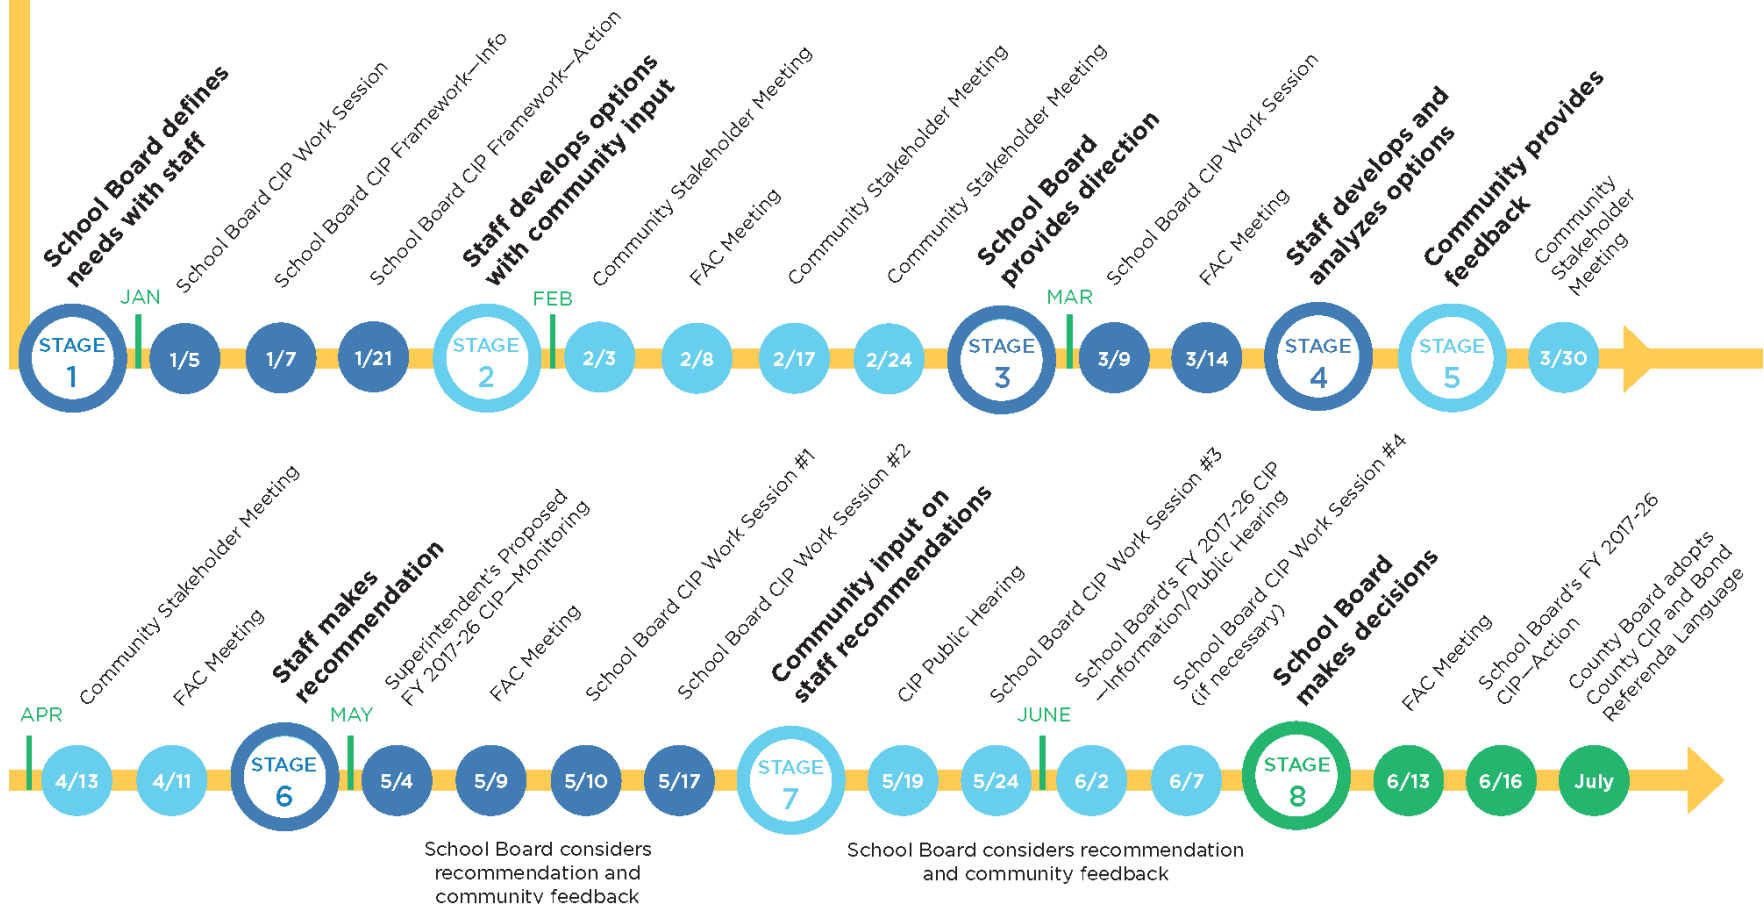 School Board defines
needs with staff
JAN
School Board CIP Work Session
School Board CIP Framework—Info
School Board CIP Framework—Action
Staff develops options
with community input
FEB
Community Stakeholder Meeting
FAC Meeting
Community Stakeholder Meeting
Community Stakeholder Meeting
School Board
provides direction
MAR
School Board CIP Work Session
FAC Meeting
Staff develops and
analyzes options
Community provides
feedback
Community
Stakeholder
Meeting
STAGE
1
1/5
1/7
1/21
STAGE
2
2/3
2/8
2/17
2/24
STAGE
3
3/9
3/14
STAGE
4
STAGE
5
3/30
APR
Community Stakeholder Meeting
FAC Meeting
Staff makes
recommendation
MAY
Superintendent's Proposed
FY 2017-26 CIP—Monitoring
FAC Meeting
School Board CIP Work Session #1
School Board CIP Work Session #2
Community input on
staff recommendations
CIP Public Hearing
School Board CIP Work Session #3
JUNE
School Board's FY 2017-26 CIP
—Information/Public Hearing
School Board CIP Work Session #4
(if necessary)
School Board
makes decisions
FAC Meeting
School Board's FY 2017-26
CIP—Action
County Board adopts
County CIP and Bond
Referenda Language
4/13
4/11
STAGE
6
5/4
5/9
5/10
5/17
STAGE
7
5/19
5/24
6/2
6/7
STAGE
8
6/13
6/16
July
School Board considers
recommendation and
community feedback
School Board considers recommendation
and community feedback